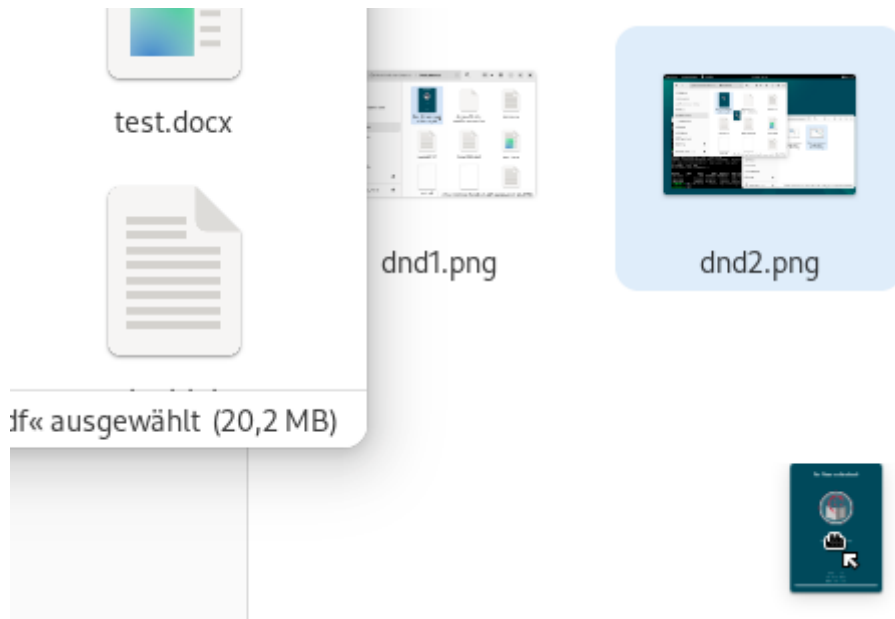 test.docx
dnd1.png
dnd2.png
df« ausgewählt (20,2 MB)